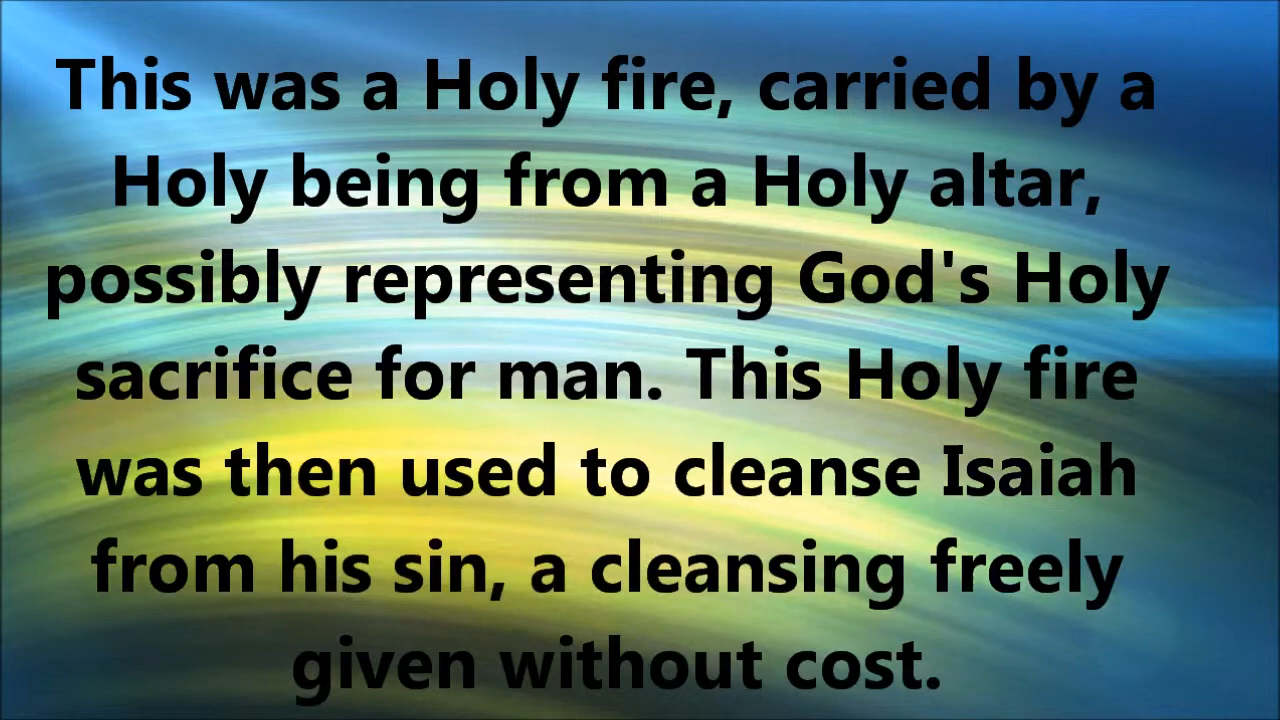 This was a Holy fire, carried by a
Holy being from a Holy altar,
possibly representing God's Holy
sacrifice for man. This Holy fire
was then used to cleanse Isaiah
from his sin, a cleansing freely
given without cost.